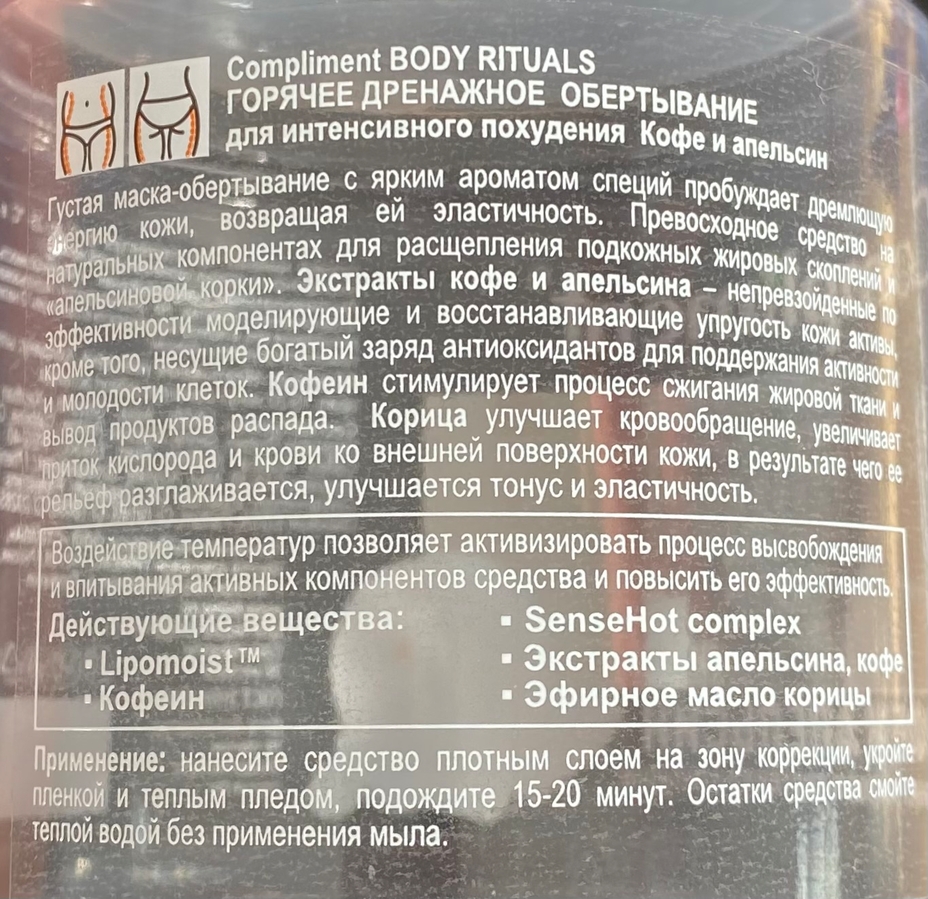 Compliment BODY RITUALS
ГОРЯЧЕЕ ДРЕНАЖНОЕ ОБЕРТЫВАНИЕ
для интенсивного похудения Кофе и апельсин
Густая маска-обертывание с ярким ароматом специй пробуждает дремлющую
энергию кожи, возвращая ей эластичность. Превосходное средство на
натуральных компонентах для расщепления подкожных жировых скоплений и
«апельсиновой корки». Экстракты кофе и апельсина – непревзойденные по
эффективности моделирующие и восстанавливающие упругость кожи активы,
кроме того, несущие богатый заряд антиоксидантов для поддержания активности
и молодости клеток. Кофеин стимулирует процесс сжигания жировой ткани и
вывод продуктов распада. Корица улучшает кровообращение, увеличивает
приток кислорода и крови ко внешней поверхности кожи, в результате чего ее
рельеф разглаживается, улучшается тонус и эластичность.
Воздействие температур позволяет активизировать процесс высвобождения
и впитывания активных компонентов средства и повысить его эффективность.
Действующие вещества:
▪ Lipomoist™
▪ Кофеин
▪ SenseHot complex
▪ Экстракты апельсина, кофе
▪ Эфирное масло корицы
Применение: нанесите средство плотным слоем на зону коррекции, укройте
пленкой и теплым пледом, подождите 15-20 минут. Остатки средства смойте
теплой водой без применения мыла.